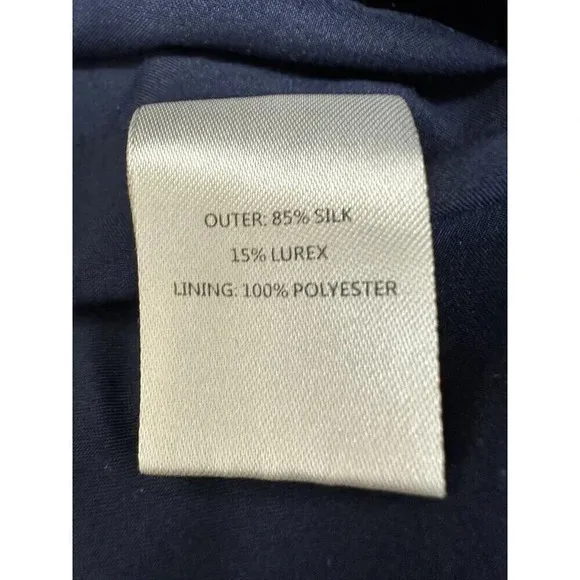 OUTER: 85% SILK
15% LUREX
LINING: 100% POLYESTER